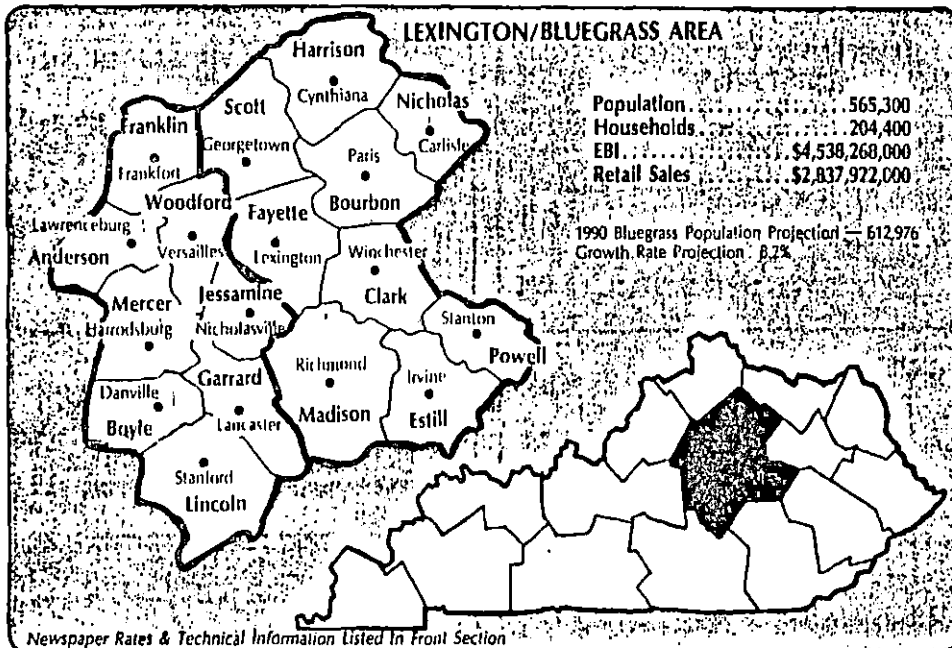 LEXINGTON/BLUEGRASS AREA
Population 565,300
Households 204,400
EBI $4,538,268,000
Retail Sales $2,837,922,000
1990 Bluegrass Population Projection — 612,976
Growth Rate Projection 8.2%
Harrison
Cynthiana
Nicholas
Carlisle
Scott
Georgetown
Franklin
Frankfort
Paris
Bourbon
Woodford
Versailles
Fayette
Lexington
Lawrenceburg
Anderson
Winchester
Clark
Mercer
Harrodsburg
Jessamine
Nicholasville
Stanton
Powell
Garrard
Lancaster
Richmond
Madison
Irvine
Estill
Danville
Boyle
Stanford
Lincoln
Newspaper Rates & Technical Information Listed In Front Section